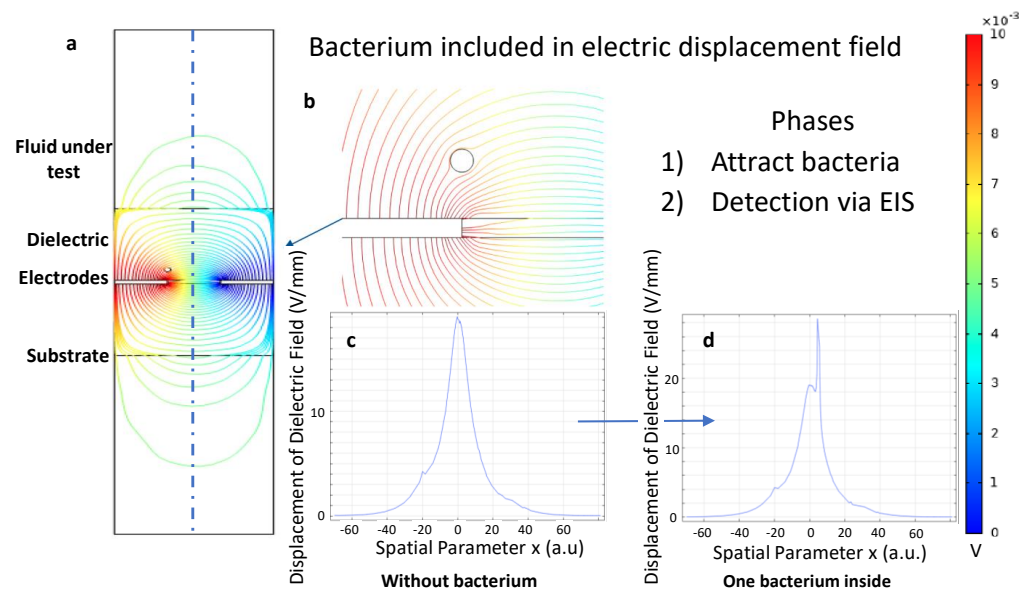 Bacterium included in electric displacement field
a
Fluid under
test
Dielectric
Electrodes
Substrate
b
Phases
1) Attract bacteria
2) Detection via EIS
×10⁻³
10
9
8
7
6
5
4
3
2
1
0
V
c
Displacement of Dielectric Field (V/mm)
10
0
-60 -40 -20 0 20 40 60
Spatial Parameter x (a.u)
Without bacterium
d
Displacement of Dielectric Field (V/mm)
20
10
0
-60 -40 -20 0 20 40 60
Spatial Parameter x (a.u.)
One bacterium inside